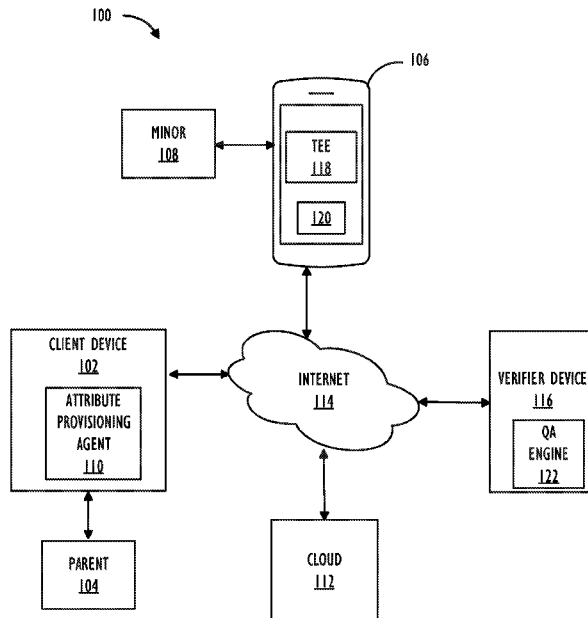 100
106
MINOR
108
TEE
118
120
CLIENT DEVICE
102
ATTRIBUTE
PROVISIONING
AGENT
110
INTERNET
114
VERIFIER DEVICE
116
QA
ENGINE
122
PARENT
104
CLOUD
112